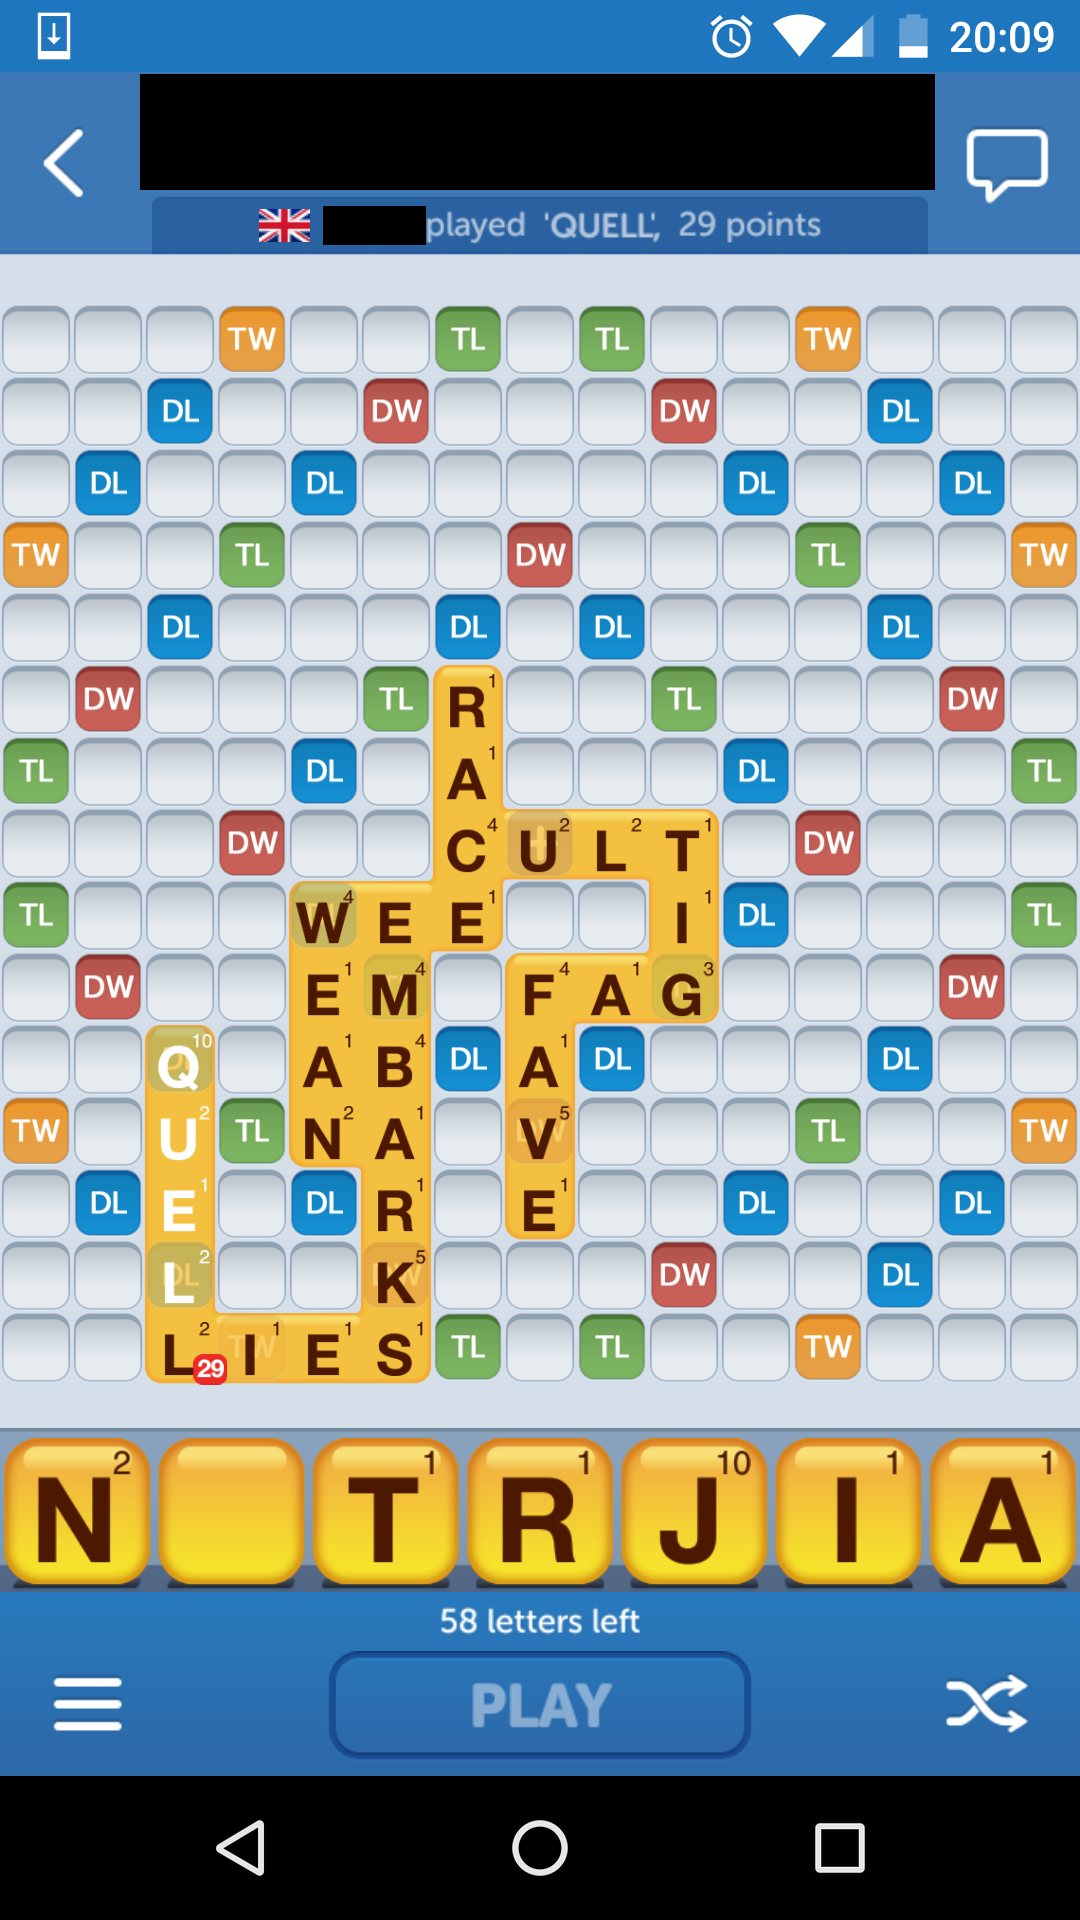 20:09
played 'QUELL', 29 points
TW TL TL TW
DL DW DW DL
DL DL DL DL
TW TL DW TL TW
DL DL DL DL
DW TL R 1 TL DW
TL DL A 1 DL TL
DW C 4 U 2 L 2 T 1 DW
TL W 4 E E 1 I 1 DL TL
DW E 1 M 4 F 4 A 1 G 3 DW
Q 10 A 1 B 4 DL A 1 DL DL
TW U 2 TL N 2 A 1 V 5 TL TW
DL E 1 DL R 1 E 1 DL DL
L 2 K 5 DW DL
L 2 29 I 1 E 1 S 1 TL TL TW
N 2 T 1 R 1 J 10 I 1 A 1
58 letters left
PLAY